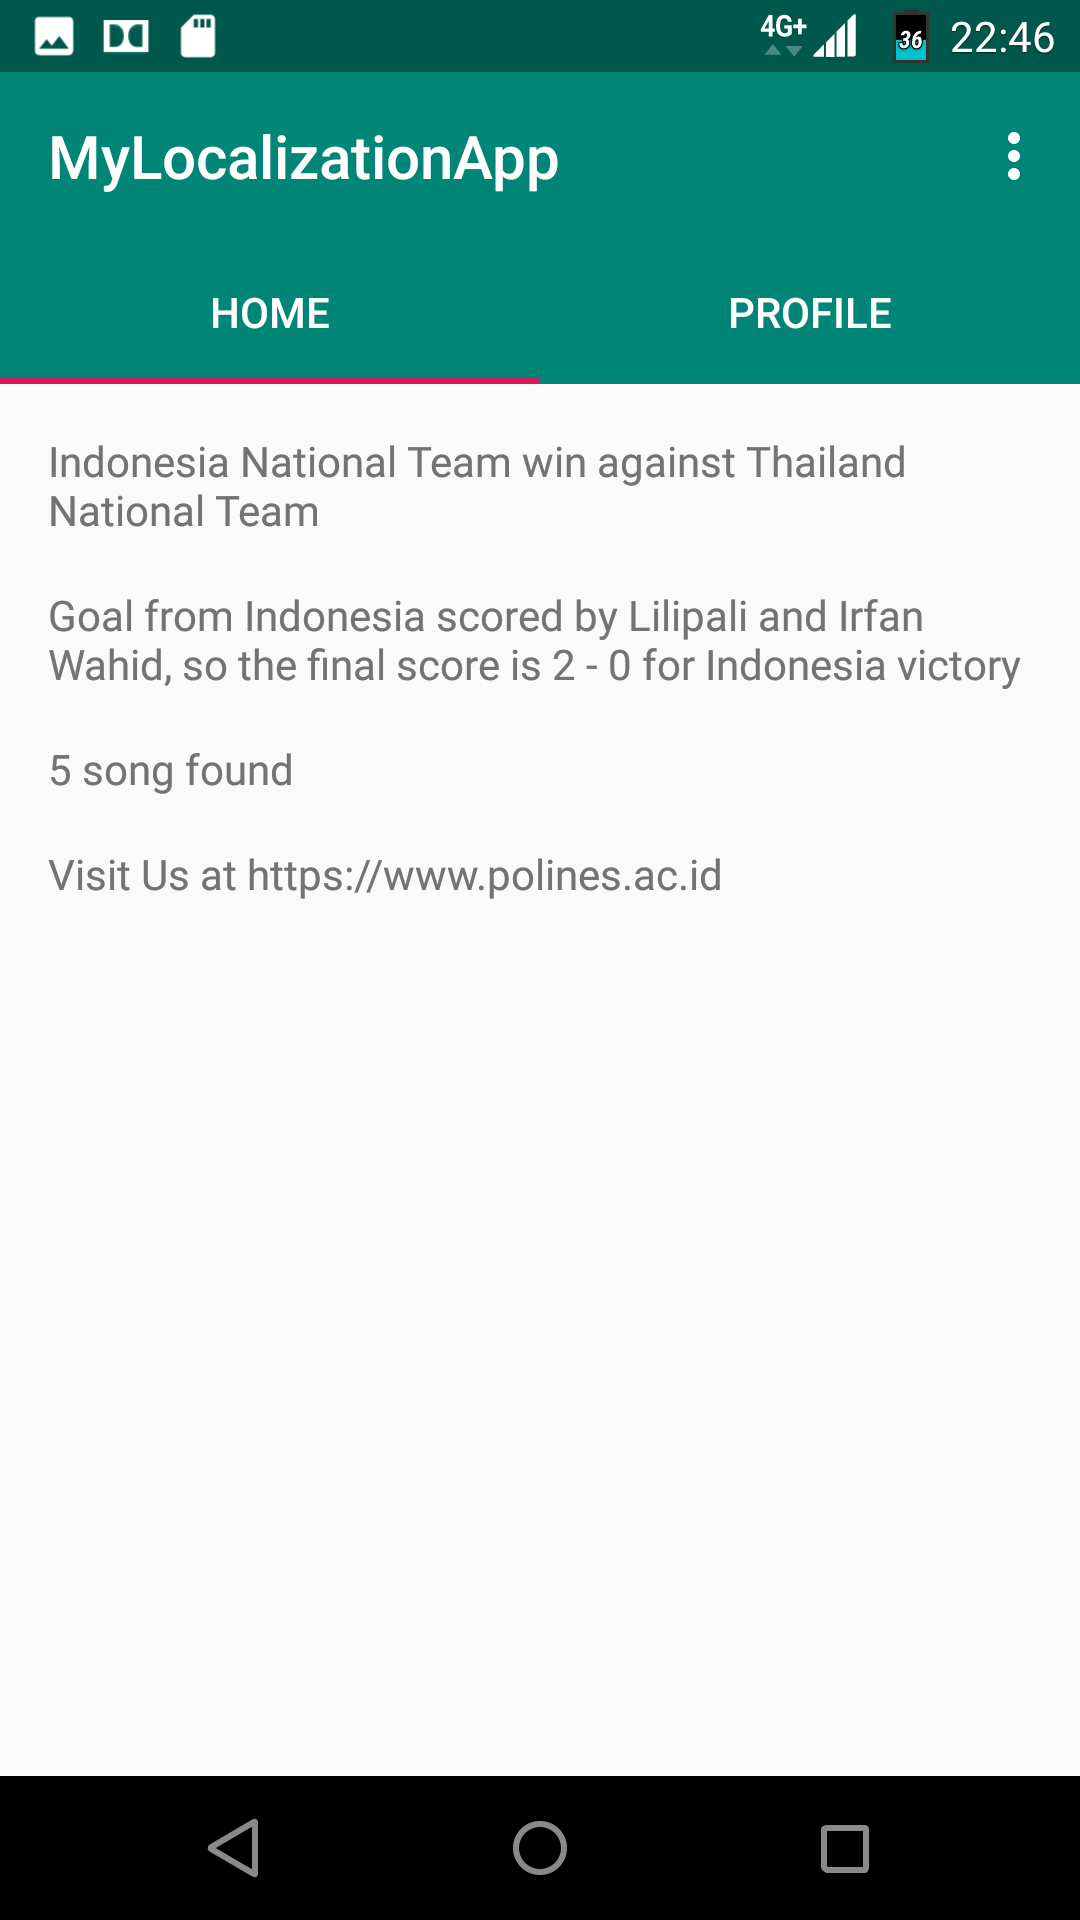 4G+ 36 22:46
MyLocalizationApp
HOME PROFILE
Indonesia National Team win against Thailand
National Team
Goal from Indonesia scored by Lilipali and Irfan
Wahid, so the final score is 2 - 0 for Indonesia victory
5 song found
Visit Us at https://www.polines.ac.id